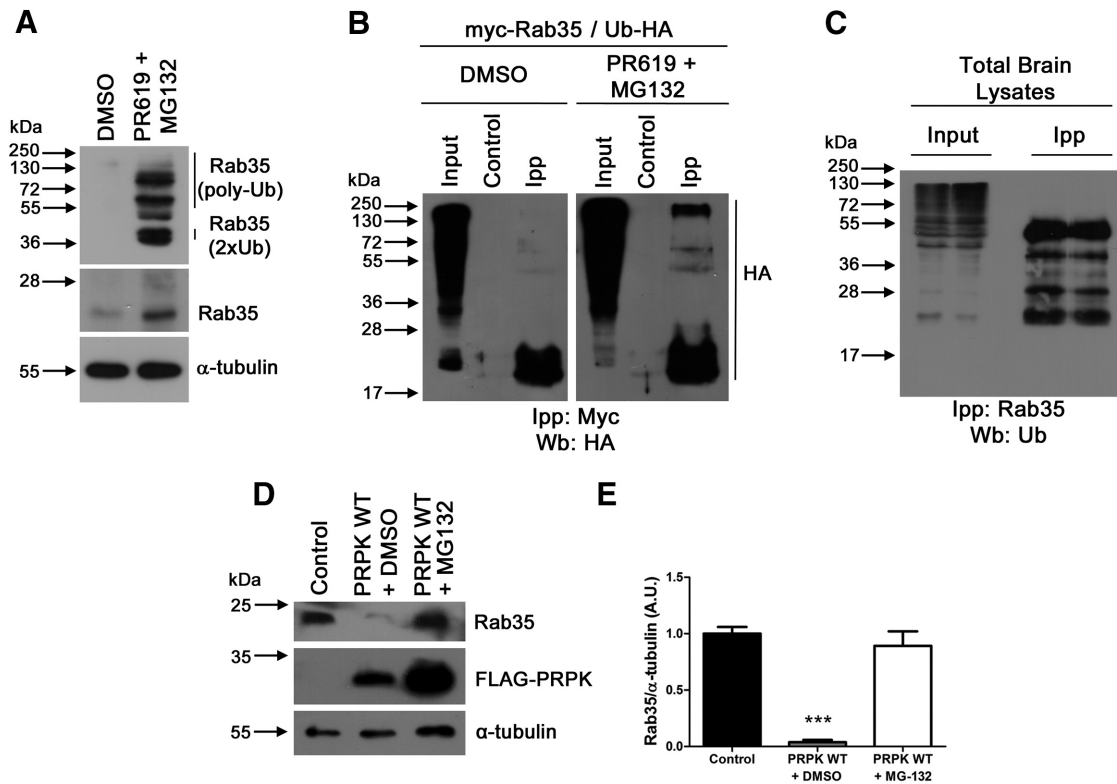 A
DMSO
PR619 +
MG132
kDa
250
130
72
55
36
28
55
Rab35
(poly-Ub)
Rab35
(2xUb)
Rab35
α-tubulin
B
myc-Rab35 / Ub-HA
DMSO
PR619 +
MG132
Input
Control
Ipp
Input
Control
Ipp
kDa
250
130
72
55
36
28
17
HA
Ipp: Myc
Wb: HA
C
Total Brain
Lysates
Input
Ipp
kDa
250
130
72
55
36
28
17
Ipp: Rab35
Wb: Ub
D
Control
PRPK WT
+ DMSO
PRPK WT
+ MG132
kDa
25
35
55
Rab35
FLAG-PRPK
α-tubulin
E
Rab35/α-tubulin (A.U.)
1.5
1.0
0.5
0.0
***
Control
PRPK WT
+ DMSO
PRPK WT
+ MG-132